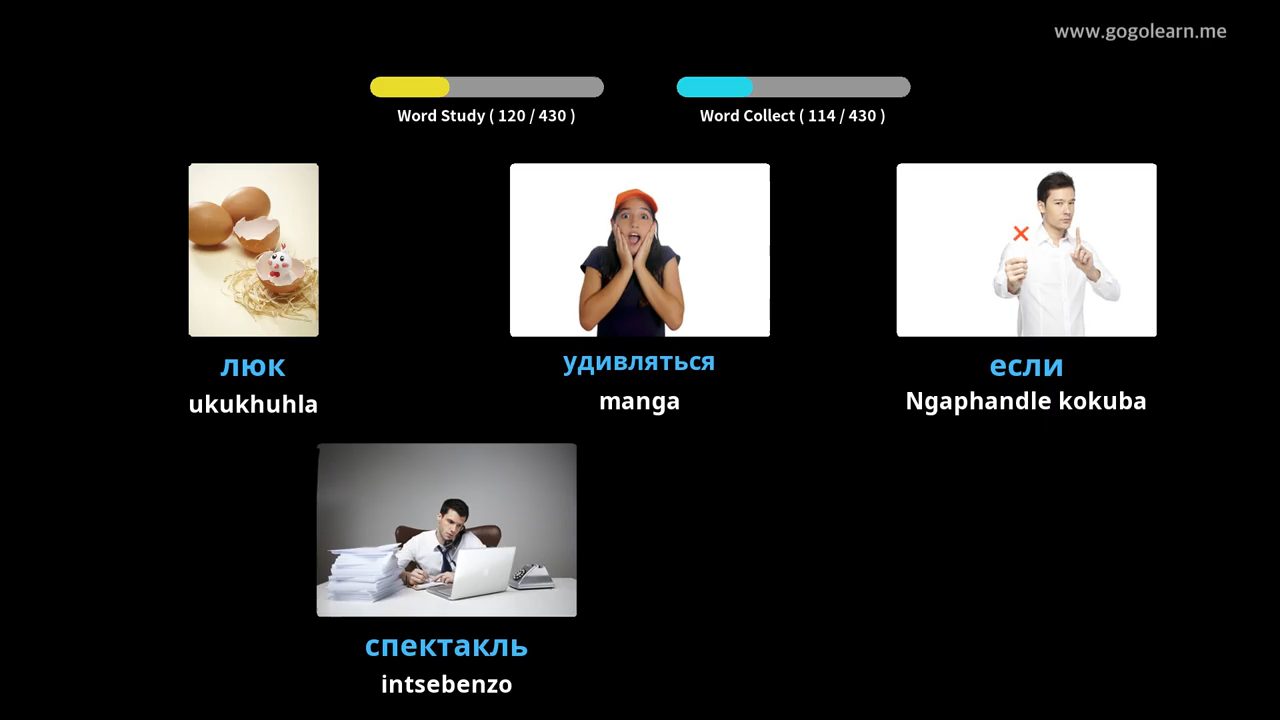 www.gogolearn.me
Word Study ( 120 / 430 )
Word Collect ( 114 / 430 )
люк
ukukhuhla
удивляться
manga
если
Ngaphandle kokuba
спектакль
intsebenzo